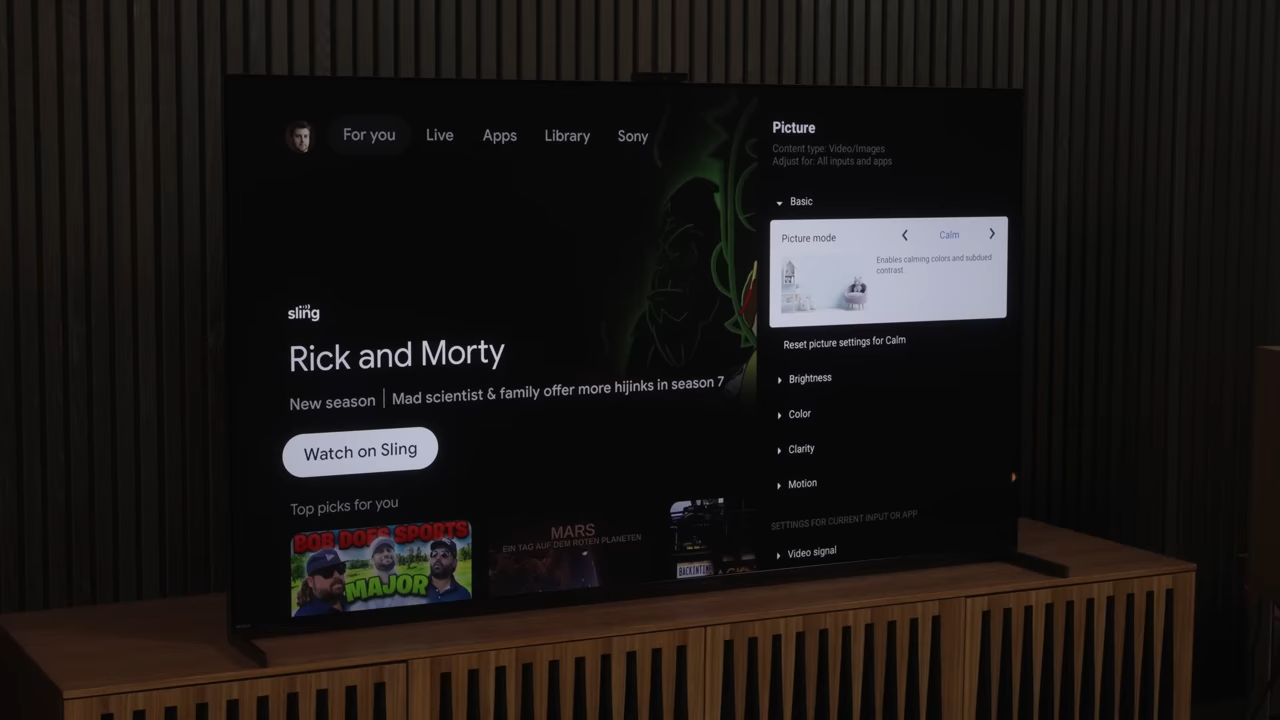 For you
Live
Apps
Library
Sony
sling
Rick and Morty
New season | Mad scientist & family offer more hijinks in season 7
Watch on Sling
Top picks for you
BOB DOES SPORTS
MAJOR
MARS
EIN TAG AUF DEM ROTEN PLANETEN
BACKINTIM
Picture
Content type: Video/Images
Adjust for: All inputs and apps
Basic
Picture mode
Calm
Enables calming colors and subdued
contrast
Reset picture settings for Calm
Brightness
Color
Clarity
Motion
SETTINGS FOR CURRENT INPUT OR APP
Video signal